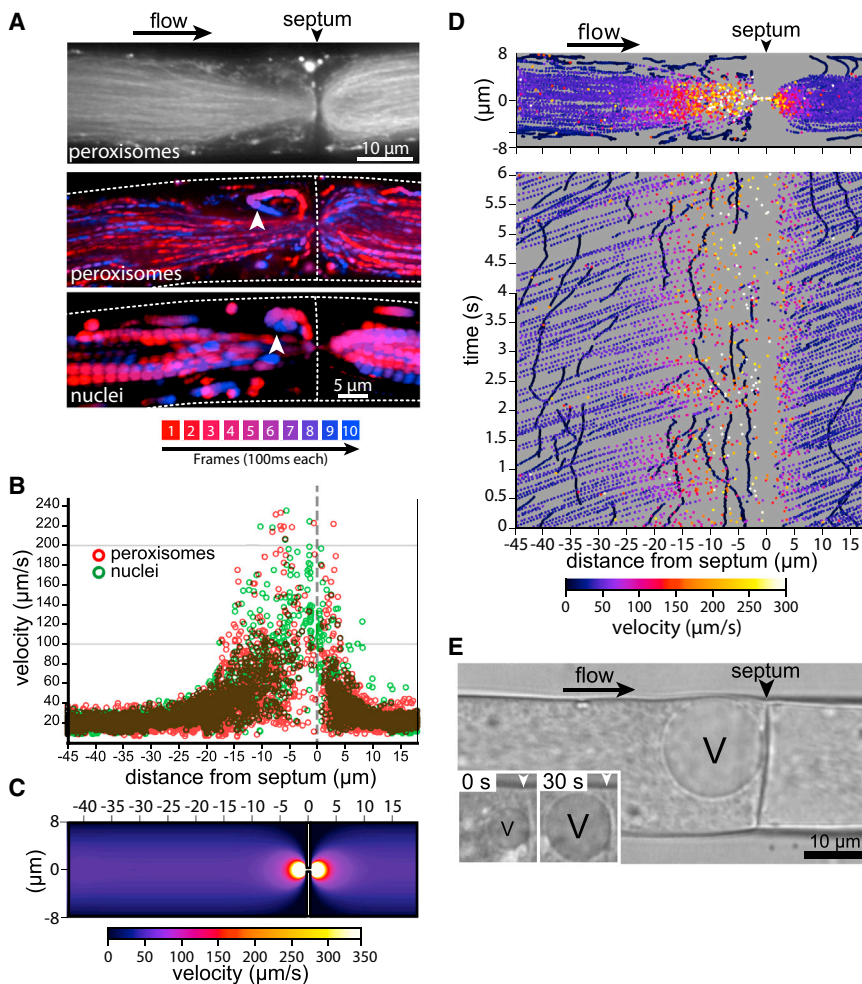 A
flow
septum
peroxisomes
10 µm
peroxisomes
nuclei
5 µm
1 2 3 4 5 6 7 8 9 10
Frames (100ms each)
B
240
220
200
180
160
140
120
100
80
60
40
20
velocity (µm/s)
peroxisomes
nuclei
-45 -40 -35 -30 -25 -20 -15 -10 -5 0 5 10 15
distance from septum (µm)
C
-40 -35 -30 -25 -20 -15 -10 -5 0 5 10 15
8
0
-8
(µm)
0 50 100 150 200 250 300 350
velocity (µm/s)
D
flow
septum
8
0
-8
(µm)
6
5.5
5
4.5
4
3.5
3
2.5
2
1.5
1
0.5
0
time (s)
-45 -40 -35 -30 -25 -20 -15 -10 -5 0 5 10 15
distance from septum (µm)
0 50 100 150 200 250 300
velocity (µm/s)
E
flow
septum
V
0 s
V
30 s
V
10 µm